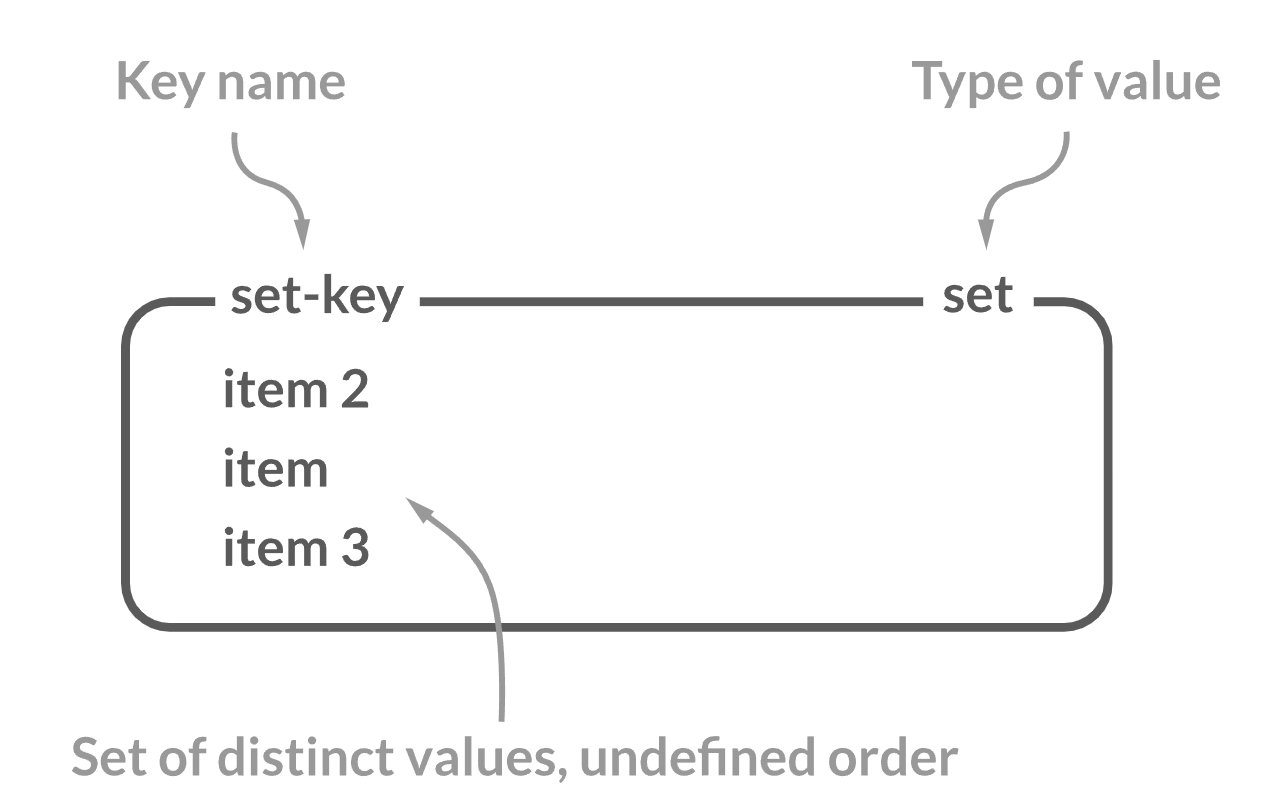 Key name
Type of value
set-key
set
item 2
item
item 3
Set of distinct values, undefined order